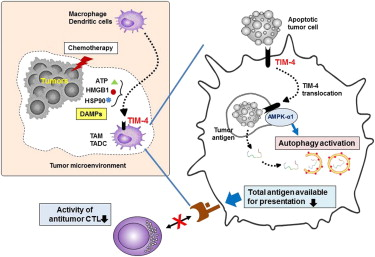 Macrophage
Dendritic cells
Chemotherapy
Tumors
ATP
HMGB1
HSP90
DAMPs
TIM-4
TAM
TADC
Tumor microenvironment
Apoptotic
tumor cell
TIM-4
TIM-4
translocation
AMPK-α1
Tumor
antigen
Autophagy activation
Total antigen available
for presentation
Activity of
antitumor CTL